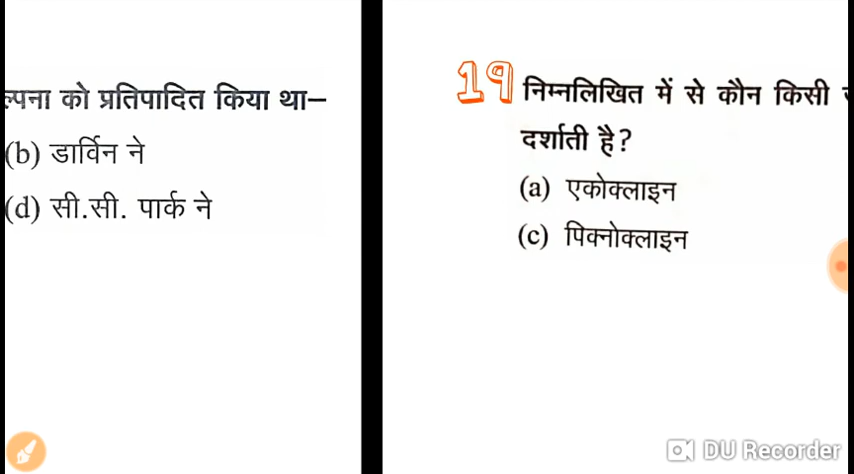 ल्पना को प्रतिपादित किया था–
(b) डार्विन ने
(d) सी.सी. पार्क ने
19 निम्नलिखित में से कौन किसी
दर्शाती है?
(a) एकोक्लाइन
(c) पिक्नोक्लाइन
DU Recorder